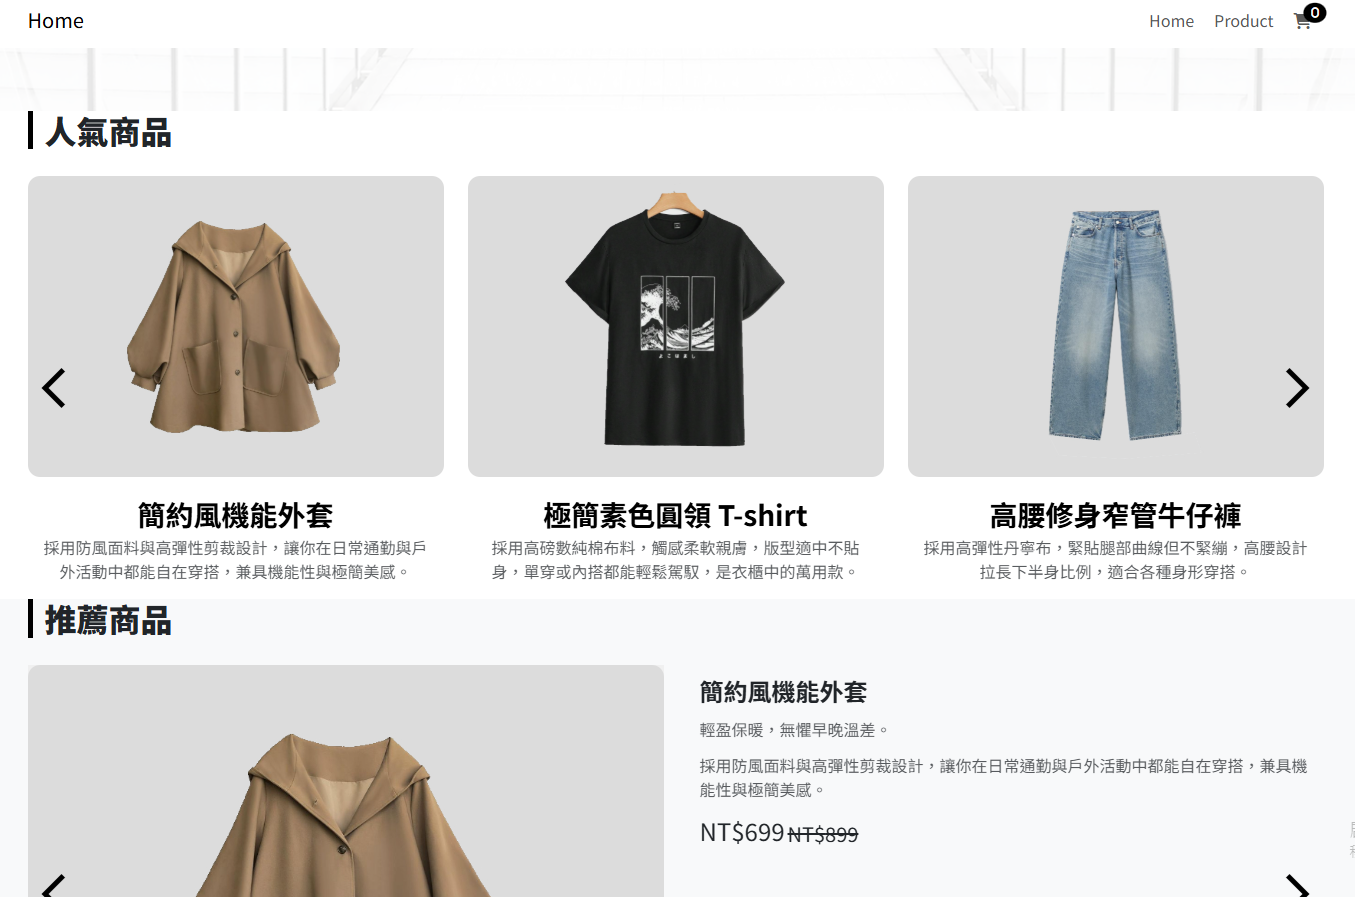 Home
Home Product 0
人氣商品
簡約風機能外套
採用防風面料與高彈性剪裁設計，讓你在日常通勤與戶
外活動中都能自在穿搭，兼具機能性與極簡美感。
極簡素色圓領 T-shirt
採用高磅數純棉布料，觸感柔軟親膚，版型適中不貼
身，單穿或內搭都能輕鬆駕馭，是衣櫃中的萬用款。
高腰修身窄管牛仔褲
採用高彈性丹寧布，緊貼腿部曲線但不緊繃，高腰設計
拉長下半身比例，適合各種身形穿搭。
推薦商品
簡約風機能外套
輕盈保暖，無懼早晚溫差。
採用防風面料與高彈性剪裁設計，讓你在日常通勤與戶外活動中都能自在穿搭，兼具機
能性與極簡美感。
NT$699 NT$899